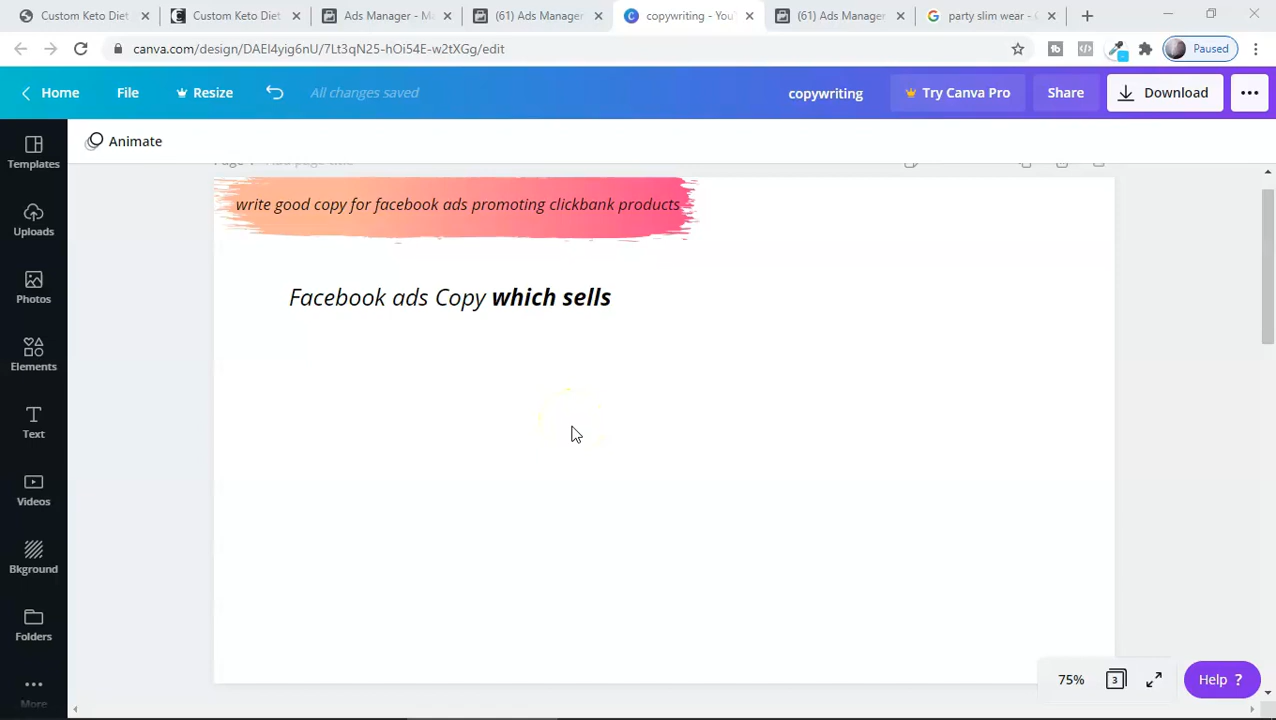 Custom Keto Diet
Custom Keto Diet
Ads Manager - Ma
(61) Ads Manager
copywriting - You
(61) Ads Manager
party slim wear - G
canva.com/design/DAEl4yig6nU/7Lt3qN25-hOi54E-w2tXGg/edit
Paused
Home
File
Resize
All changes saved
copywriting
Try Canva Pro
Share
Download
Animate
Templates
Uploads
Photos
Elements
Text
Videos
Bkground
Folders
More
write good copy for facebook ads promoting clickbank products
Facebook ads Copy which sells
75%
3
Help ?